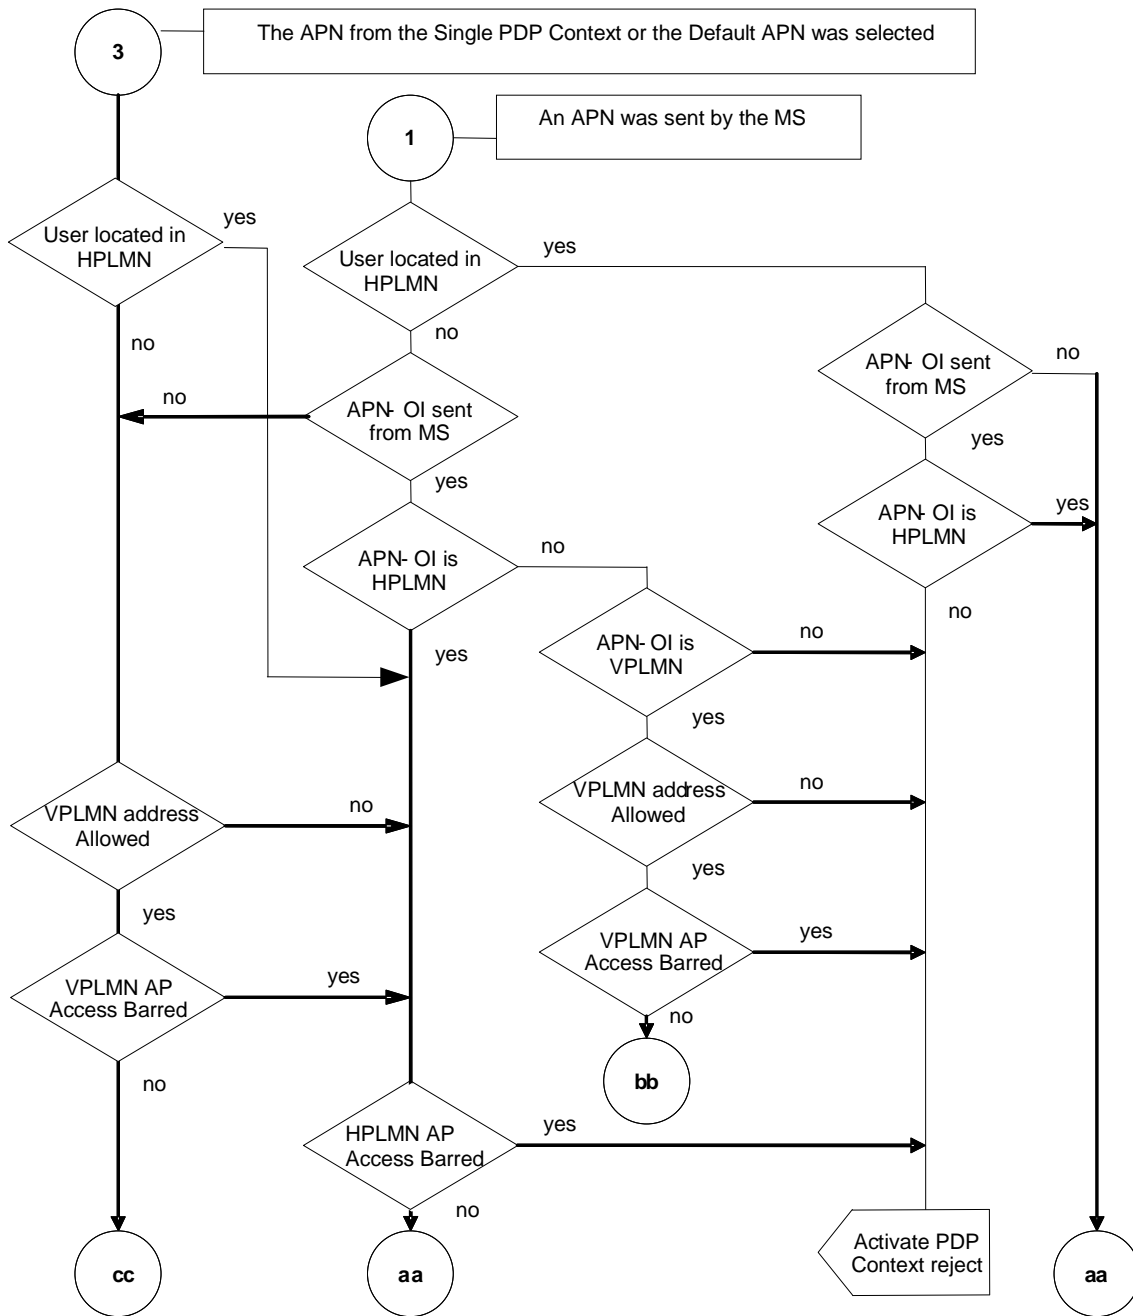 3
The APN from the Single PDP Context or the Default APN was selected
1
An APN was sent by the MS
User located in
HPLMN
yes
no
User located in
HPLMN
yes
no
APN- OI sent
from MS
no
yes
APN- OI sent
from MS
no
yes
APN- OI is
HPLMN
yes
no
APN- OI is
HPLMN
no
yes
APN- OI is
VPLMN
no
yes
VPLMN address
Allowed
no
yes
VPLMN address
Allowed
no
yes
VPLMN AP
Access Barred
yes
no
VPLMN AP
Access Barred
yes
no
bb
HPLMN AP
Access Barred
yes
no
cc
aa
Activate PDP
Context reject
aa